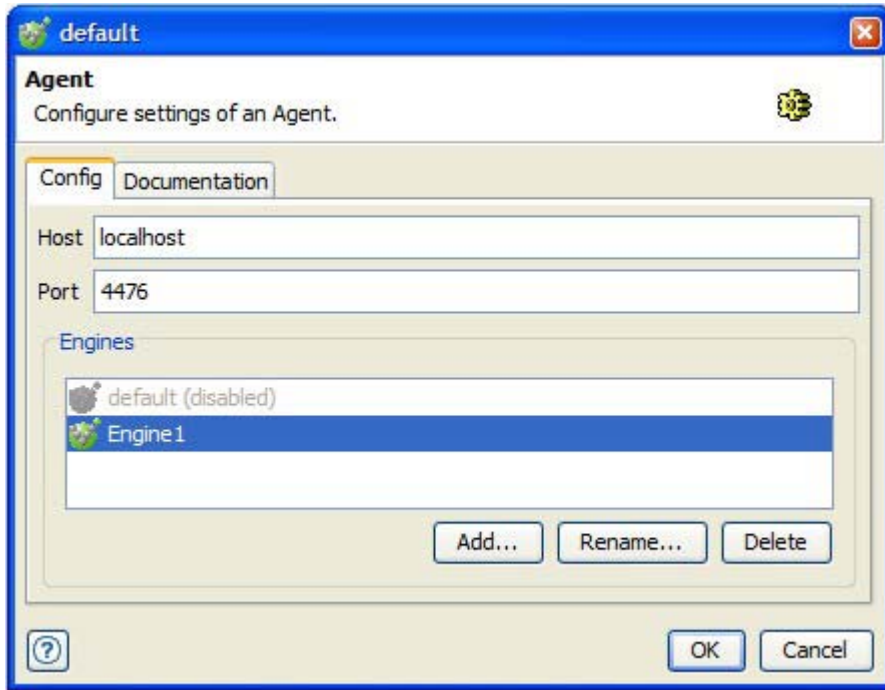 default
Agent
Configure settings of an Agent.
Config Documentation
Host localhost
Port 4476
Engines
default (disabled)
Engine1
Add... Rename... Delete
? OK Cancel